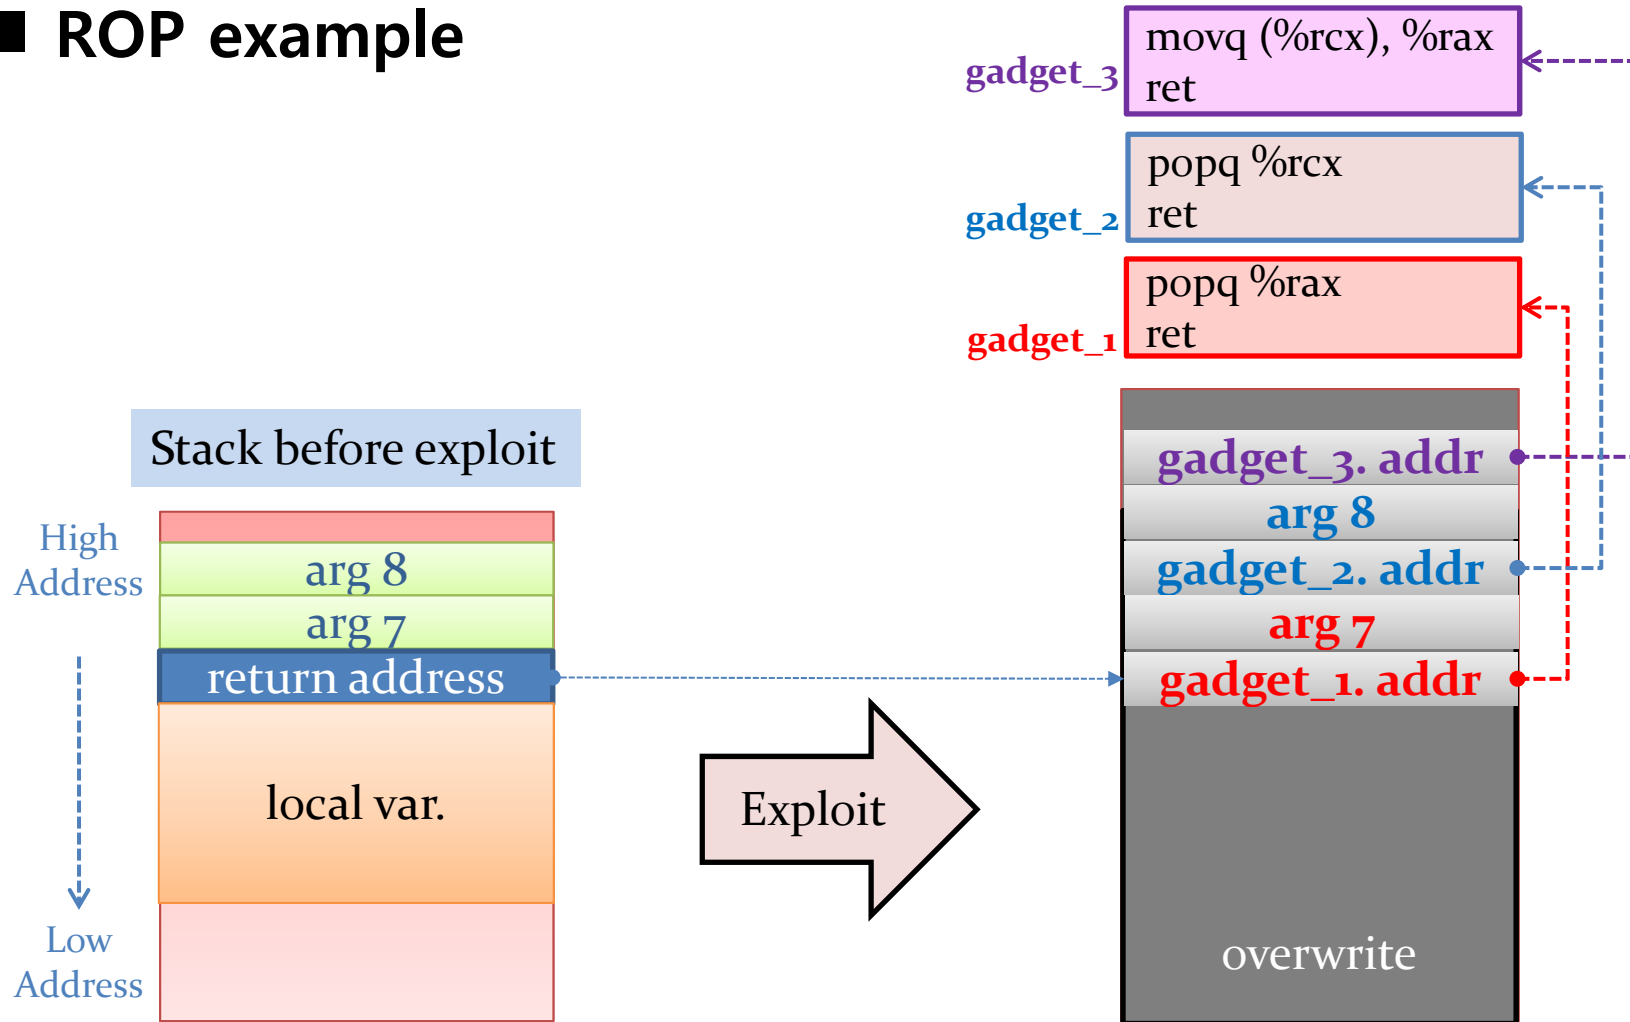 ■ ROP example
movq (%rcx), %rax
ret
gadget_3
popq %rcx
ret
gadget_2
popq %rax
ret
gadget_1
Stack before exploit
High
Address
arg 8
arg 7
return address
local var.
Low
Address
Exploit
gadget_3. addr
arg 8
gadget_2. addr
arg 7
gadget_1. addr
overwrite